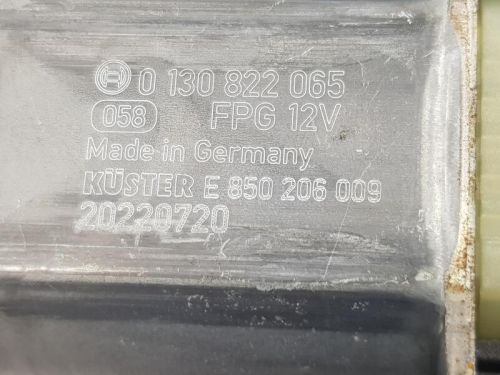 0 130 822 065
058 FPG 12V
Made in Germany
KÜSTER E 850 206 009
20220720